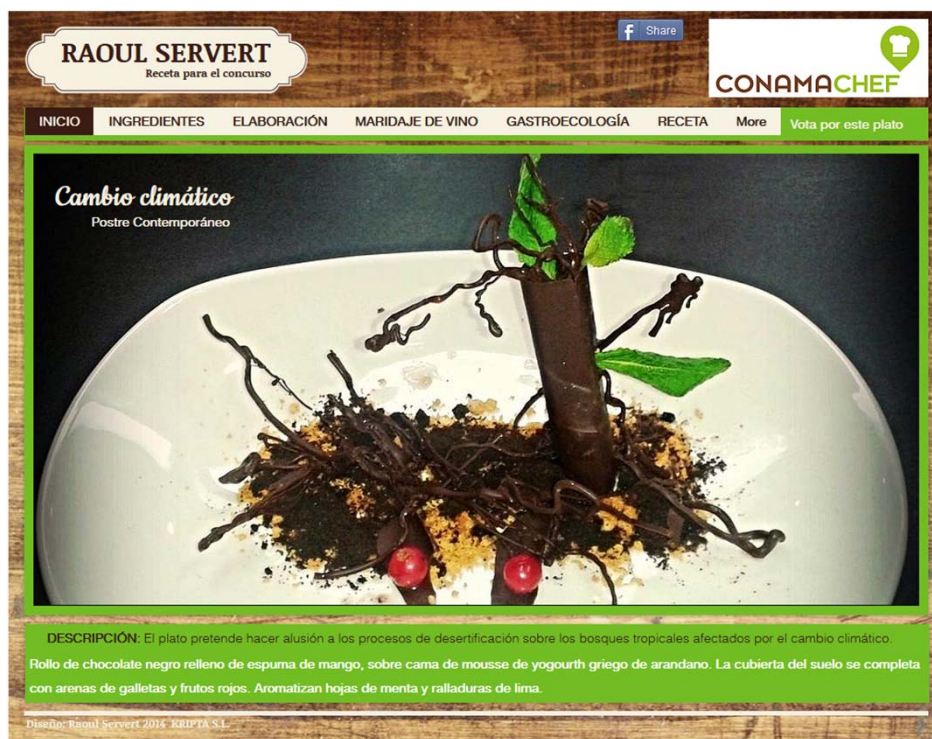 RAOUL SERVERT
Receta para el concurso
f Share
CONAMACHEF
INICIO INGREDIENTES ELABORACIÓN MARIDAJE DE VINO GASTROECOLOGÍA RECETA More Vota por este plato
Cambio climático
Postre Contemporáneo
DESCRIPCIÓN: El plato pretende hacer alusión a los procesos de desertificación sobre los bosques tropicales afectados por el cambio climático.
Rollo de chocolate negro relleno de espuma de mango, sobre cama de mousse de yogourth griego de arandano. La cubierta del suelo se completa
con arenas de galletas y frutos rojos. Aromatizan hojas de menta y ralladuras de lima.
Diseño: Raoul Servert 2014 KRIPTA S.L.